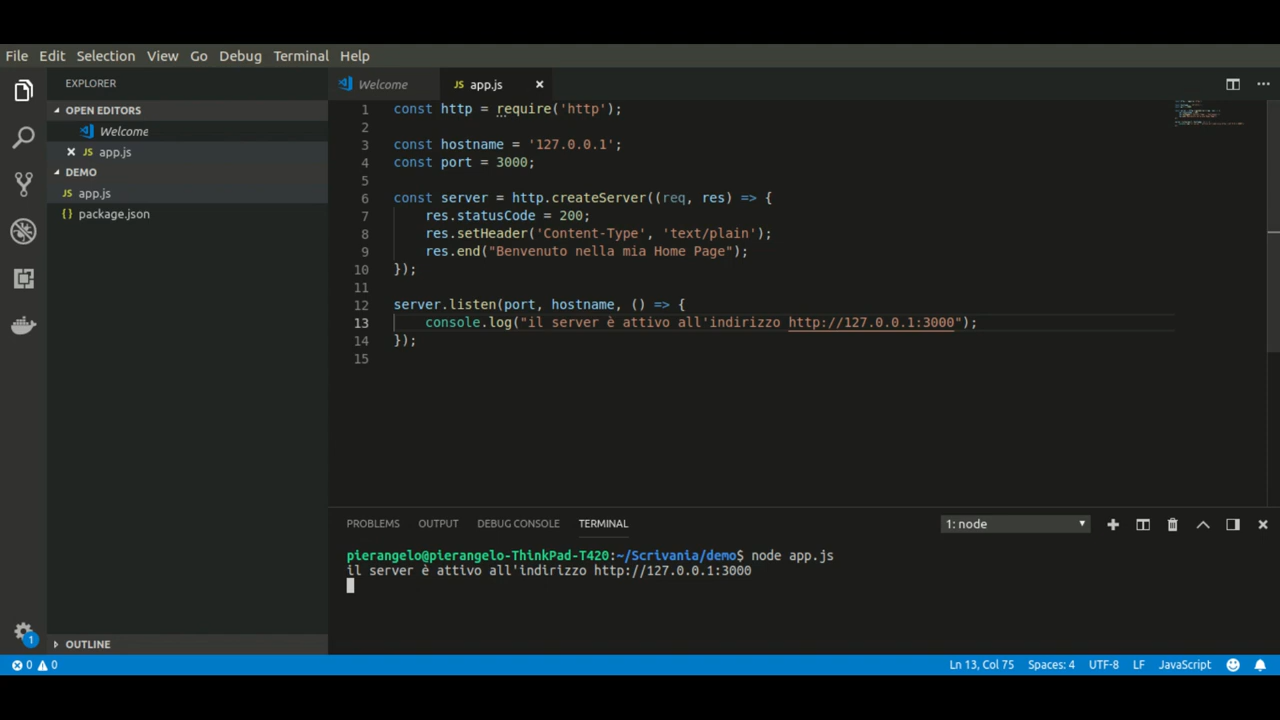 File Edit Selection View Go Debug Terminal Help
EXPLORER
OPEN EDITORS
Welcome
JS app.js
DEMO
JS app.js
{} package.json
OUTLINE
Welcome
JS app.js
1 const http = require('http');
2
3 const hostname = '127.0.0.1';
4 const port = 3000;
5
6 const server = http.createServer((req, res) => {
7 res.statusCode = 200;
8 res.setHeader('Content-Type', 'text/plain');
9 res.end("Benvenuto nella mia Home Page");
10 });
11
12 server.listen(port, hostname, () => {
13 console.log("il server è attivo all'indirizzo http://127.0.0.1:3000");
14 });
15
PROBLEMS OUTPUT DEBUG CONSOLE TERMINAL 1: node
pierangelo@pierangelo-ThinkPad-T420:~/Scrivania/demo$ node app.js
il server è attivo all'indirizzo http://127.0.0.1:3000
1
0 0 Ln 13, Col 75 Spaces: 4 UTF-8 LF JavaScript